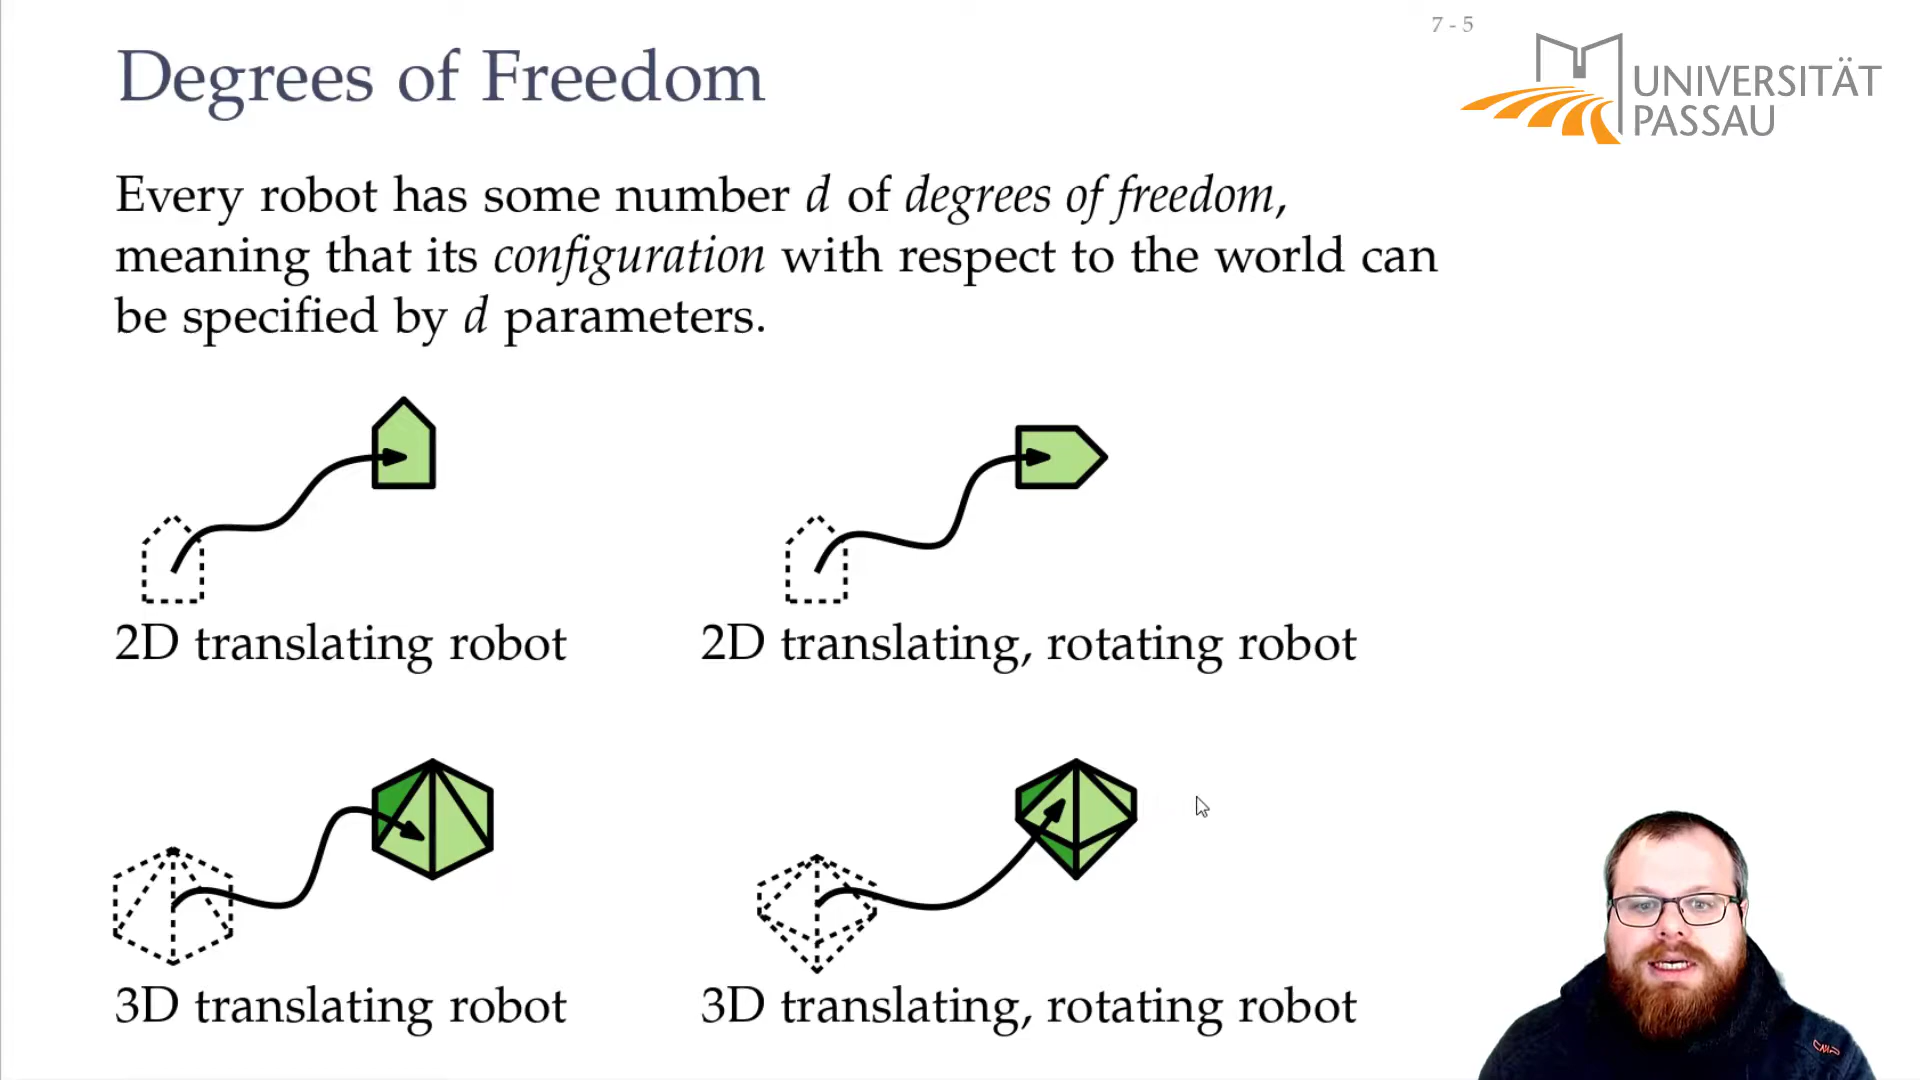 7 - 5
Degrees of Freedom
UNIVERSITÄT
PASSAU
Every robot has some number d of degrees of freedom,
meaning that its configuration with respect to the world can
be specified by d parameters.
2D translating robot
2D translating, rotating robot
3D translating robot
3D translating, rotating robot